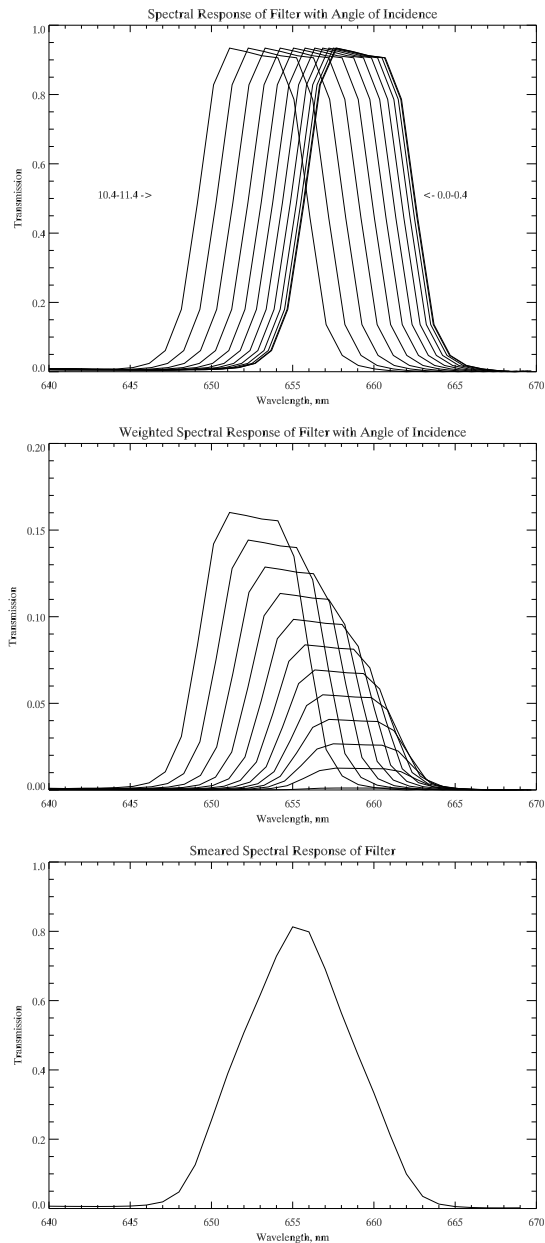 Spectral Response of Filter with Angle of Incidence
1.0
0.8
0.6
0.4
0.2
0.0
Transmission
10.4-11.4 ->
<- 0.0-0.4
640 645 650 655 660 665 670
Wavelength, nm
Weighted Spectral Response of Filter with Angle of Incidence
0.20
0.15
0.10
0.05
0.00
Transmission
640 645 650 655 660 665 670
Wavelength, nm
Smeared Spectral Response of Filter
1.0
0.8
0.6
0.4
0.2
0.0
Transmission
640 645 650 655 660 665 670
Wavelength, nm